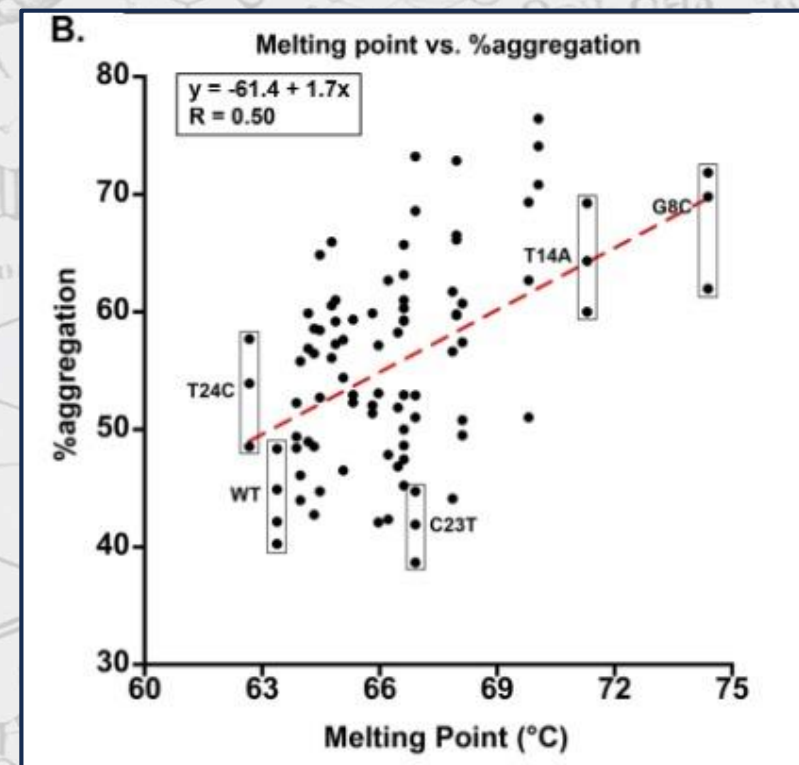 B.
Melting point vs. %aggregation
y = -61.4 + 1.7x
R = 0.50
80
70
60
50
40
30
%aggregation
G8C
T14A
T24C
WT
C23T
60 63 66 69 72 75
Melting Point (°C)